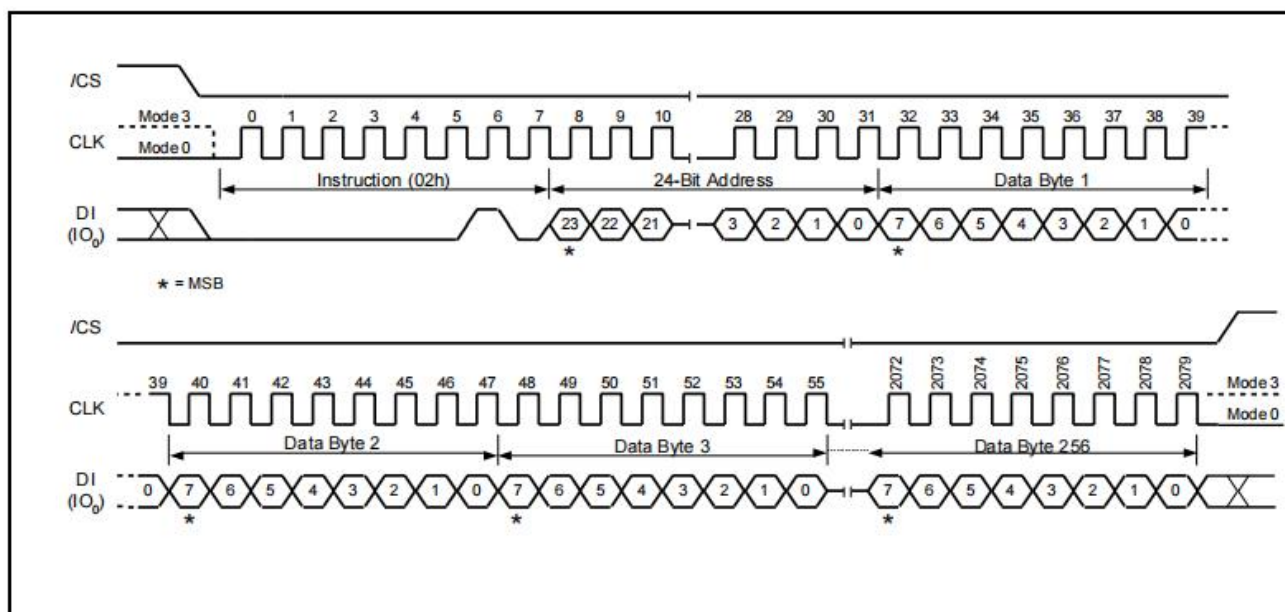 /CS
Mode 3 0 1 2 3 4 5 6 7 8 9 10 28 29 30 31 32 33 34 35 36 37 38 39
CLK Mode 0
Instruction (02h) 24-Bit Address Data Byte 1
DI (IO0) 23 22 21 3 2 1 0 7 6 5 4 3 2 1 0
* * 
* = MSB
/CS
39 40 41 42 43 44 45 46 47 48 49 50 51 52 53 54 55 2072 2073 2074 2075 2076 2077 2078 2079 Mode 3
CLK Mode 0
Data Byte 2 Data Byte 3 Data Byte 256
DI (IO0) 0 7 6 5 4 3 2 1 0 7 6 5 4 3 2 1 0 7 6 5 4 3 2 1 0
* * *